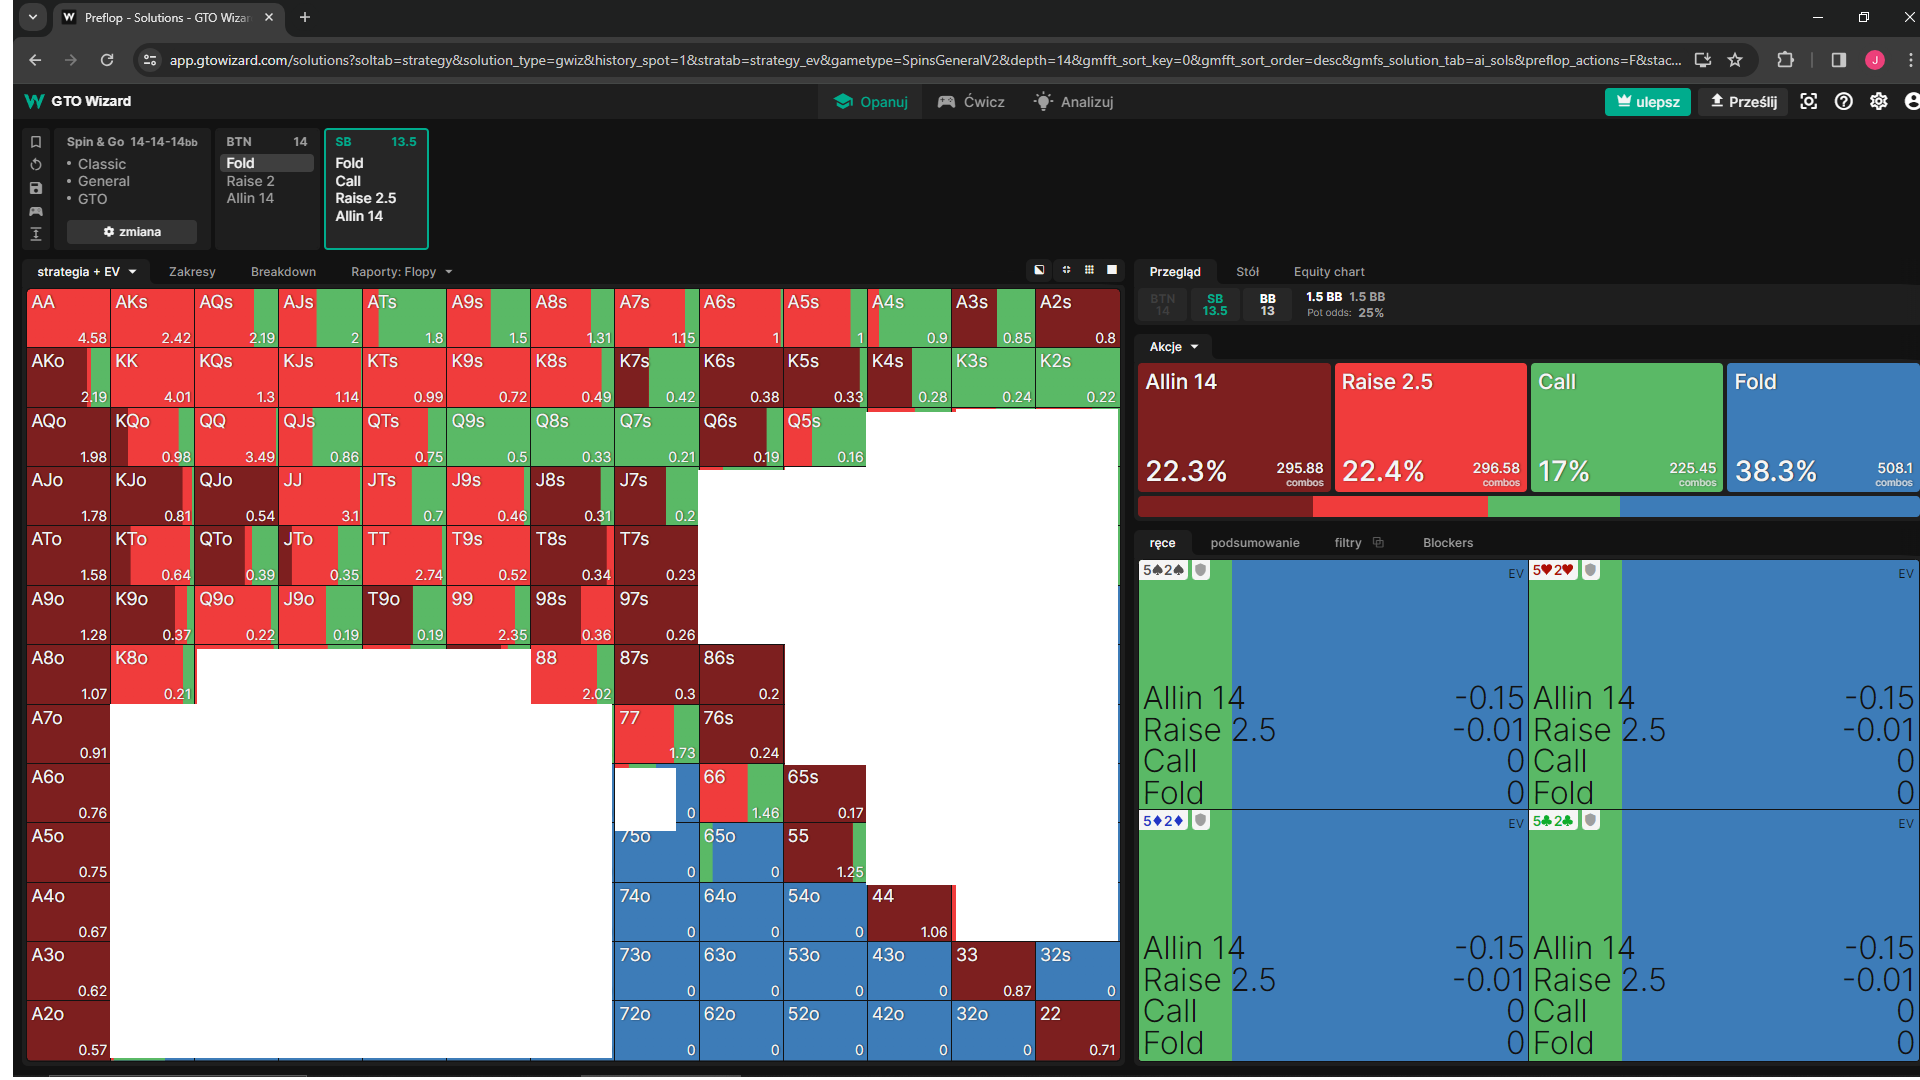 Preflop - Solutions - GTO Wizar
app.gtowizard.com/solutions?soltab=strategy&solution_type=gwiz&history_spot=1&stratab=strategy_ev&gametype=SpinsGeneralV2&depth=14&gmfft_sort_key=0&gmfft_sort_order=desc&gmfs_solution_tab=ai_sols&preflop_actions=F&stac...
J
GTO Wizard
Opanuj
Ćwicz
Analizuj
ulepsz
Prześlij
Spin & Go 14-14-14bb
• Classic
• General
• GTO
zmiana
BTN 14
Fold
Raise 2
Allin 14
SB 13.5
Fold
Call
Raise 2.5
Allin 14
strategia + EV Zakresy Breakdown Raporty: Flopy
AA AKs AQs AJs ATs A9s A8s A7s A6s A5s A4s A3s A2s
4.58 2.42 2.19 2 1.8 1.5 1.31 1.15 1 1 0.9 0.85 0.8
AKo KK KQs KJs KTs K9s K8s K7s K6s K5s K4s K3s K2s
2.19 4.01 1.3 1.14 0.99 0.72 0.49 0.42 0.38 0.33 0.28 0.24 0.22
AQo KQo QQ QJs QTs Q9s Q8s Q7s Q6s Q5s
1.98 0.98 3.49 0.86 0.75 0.5 0.33 0.21 0.19 0.16
AJo KJo QJo JJ JTs J9s J8s J7s
1.78 0.81 0.54 3.1 0.7 0.46 0.31 0.2
ATo KTo QTo JTo TT T9s T8s T7s
1.58 0.64 0.39 0.35 2.74 0.52 0.34 0.23
A9o K9o Q9o J9o T9o 99 98s 97s
1.28 0.37 0.22 0.19 0.19 2.35 0.36 0.26
A8o K8o 88 87s 86s
1.07 0.21 2.02 0.3 0.2
A7o 77 76s
0.91 1.73 0.24
A6o 66 65s
0.76 0 1.46 0.17
A5o 75o 65o 55
0.75 0 0 1.25
A4o 74o 64o 54o 44
0.67 0 0 0 1.06
A3o 73o 63o 53o 43o 33 32s
0.62 0 0 0 0 0.87 0
A2o 72o 62o 52o 42o 32o 22
0.57 0 0 0 0 0 0.71
Przegląd Stół Equity chart
BTN 14
SB 13.5
BB 13
1.5 BB 1.5 BB
Pot odds: 25%
Akcje
Allin 14
22.3% 295.88 combos
Raise 2.5
22.4% 296.58 combos
Call
17% 225.45 combos
Fold
38.3% 508.1 combos
ręce podsumowanie filtry Blockers
5♠2♠ EV
Allin 14 -0.15
Raise 2.5 -0.01
Call 0
Fold 0
5♥2♥ EV
Allin 14 -0.15
Raise 2.5 -0.01
Call 0
Fold 0
5♦2♦ EV
Allin 14 -0.15
Raise 2.5 -0.01
Call 0
Fold 0
5♣2♣ EV
Allin 14 -0.15
Raise 2.5 -0.01
Call 0
Fold 0